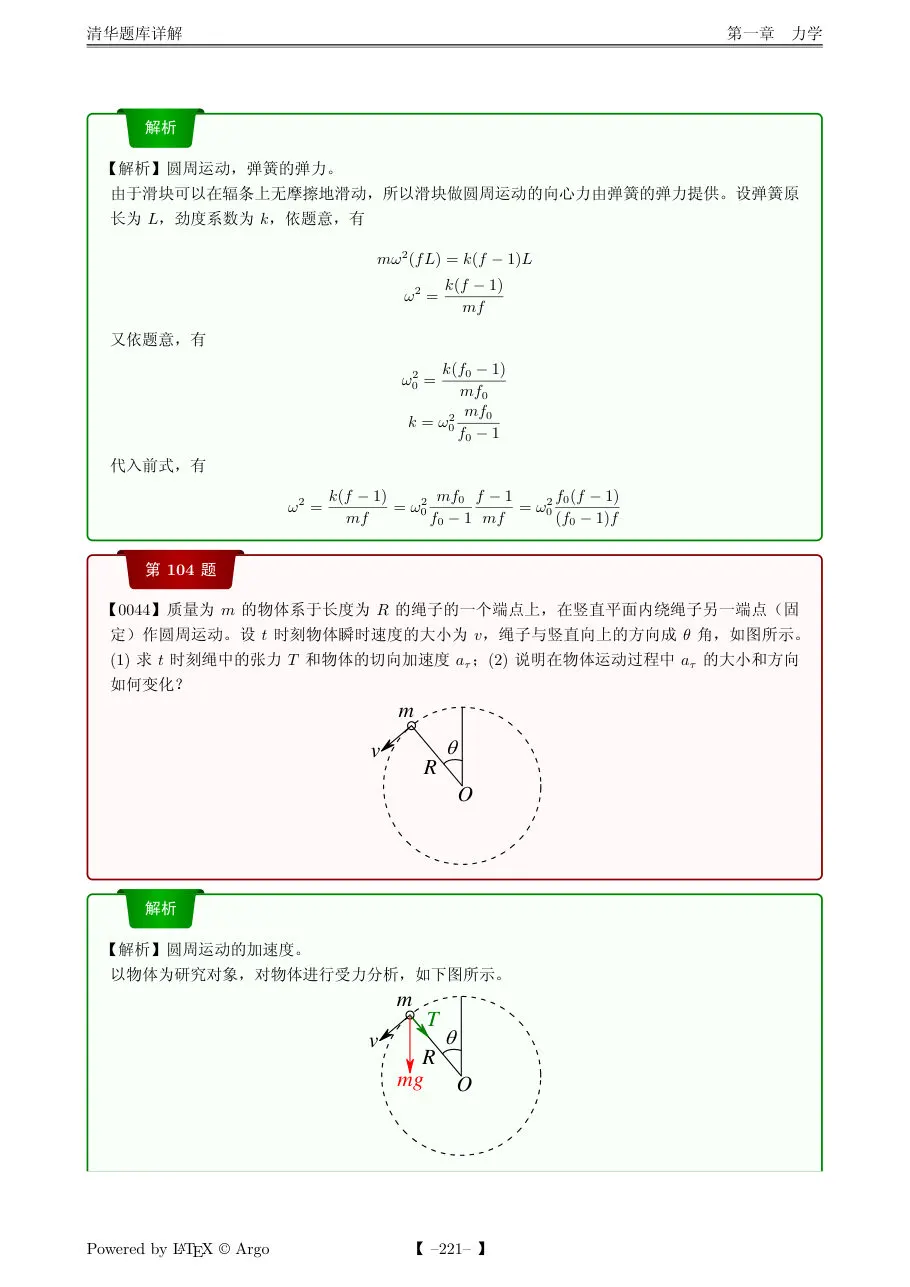 清华题库详解 第一章 力学
解析
【解析】圆周运动，弹簧的弹力。
由于滑块可以在辐条上无摩擦地滑动，所以滑块做圆周运动的向心力由弹簧的弹力提供。设弹簧原
长为 L，劲度系数为 k，依题意，有
mω²(fL) = k(f − 1)L
ω² = k(f − 1)/mf
又依题意，有
ω₀² = k(f₀ − 1)/mf₀
k = ω₀² mf₀/(f₀ − 1)
代入前式，有
ω² = k(f − 1)/mf = ω₀² mf₀/(f₀ − 1) (f − 1)/mf = ω₀² f₀(f − 1)/(f₀ − 1)f
第 104 题
【0044】质量为 m 的物体系于长度为 R 的绳子的一个端点上，在竖直平面内绕绳子另一端点（固
定）作圆周运动。设 t 时刻物体瞬时速度的大小为 v，绳子与竖直向上的方向成 θ 角，如图所示。
(1) 求 t 时刻绳中的张力 T 和物体的切向加速度 aτ；(2) 说明在物体运动过程中 aτ 的大小和方向
如何变化？
m
v
θ
R
O
解析
【解析】圆周运动的加速度。
以物体为研究对象，对物体进行受力分析，如下图所示。
m
T
v
θ
R
mg
O
Powered by LATEX © Argo 【 –221– 】